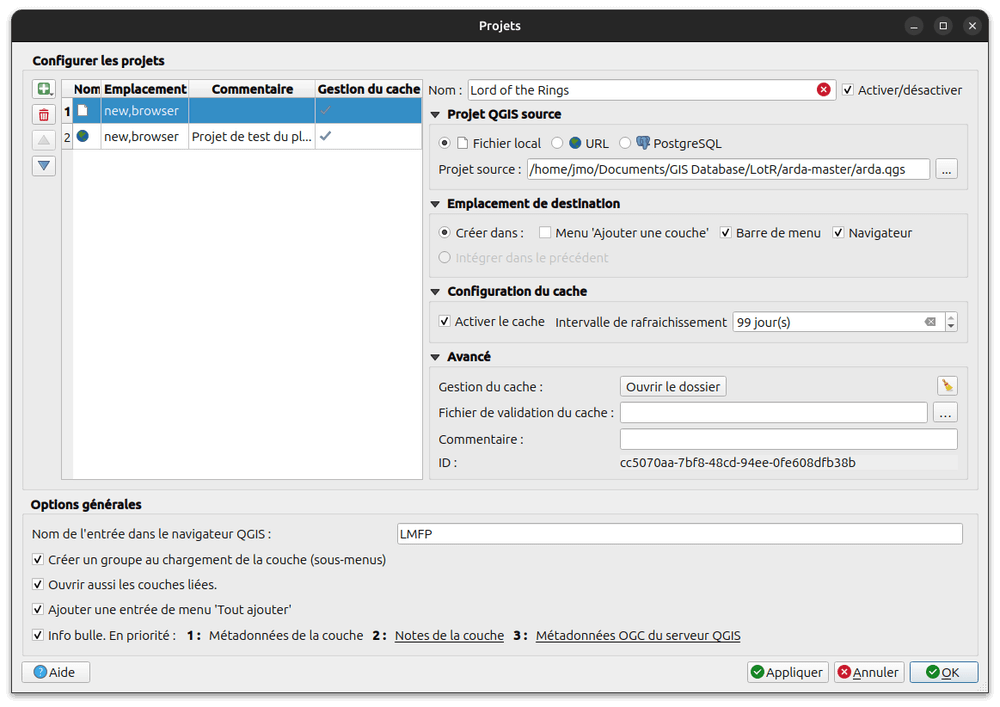 Projets
Configurer les projets
Nom Emplacement Commentaire Gestion du cache
1 new,browser
2 new,browser Projet de test du pl...
Nom : Lord of the Rings Activer/désactiver
Projet QGIS source
Fichier local URL PostgreSQL
Projet source : /home/jmo/Documents/GIS Database/LotR/arda-master/arda.qgs ...
Emplacement de destination
Créer dans : Menu 'Ajouter une couche' Barre de menu Navigateur
Intégrer dans le précédent
Configuration du cache
Activer le cache Intervalle de rafraichissement 99 jour(s)
Avancé
Gestion du cache : Ouvrir le dossier
Fichier de validation du cache : ...
Commentaire :
ID : cc5070aa-7bf8-48cd-94ee-0fe608dfb38b
Options générales
Nom de l'entrée dans le navigateur QGIS : LMFP
Créer un groupe au chargement de la couche (sous-menus)
Ouvrir aussi les couches liées.
Ajouter une entrée de menu 'Tout ajouter'
Info bulle. En priorité : 1 : Métadonnées de la couche 2 : Notes de la couche 3 : Métadonnées OGC du serveur QGIS
Aide Appliquer Annuler OK